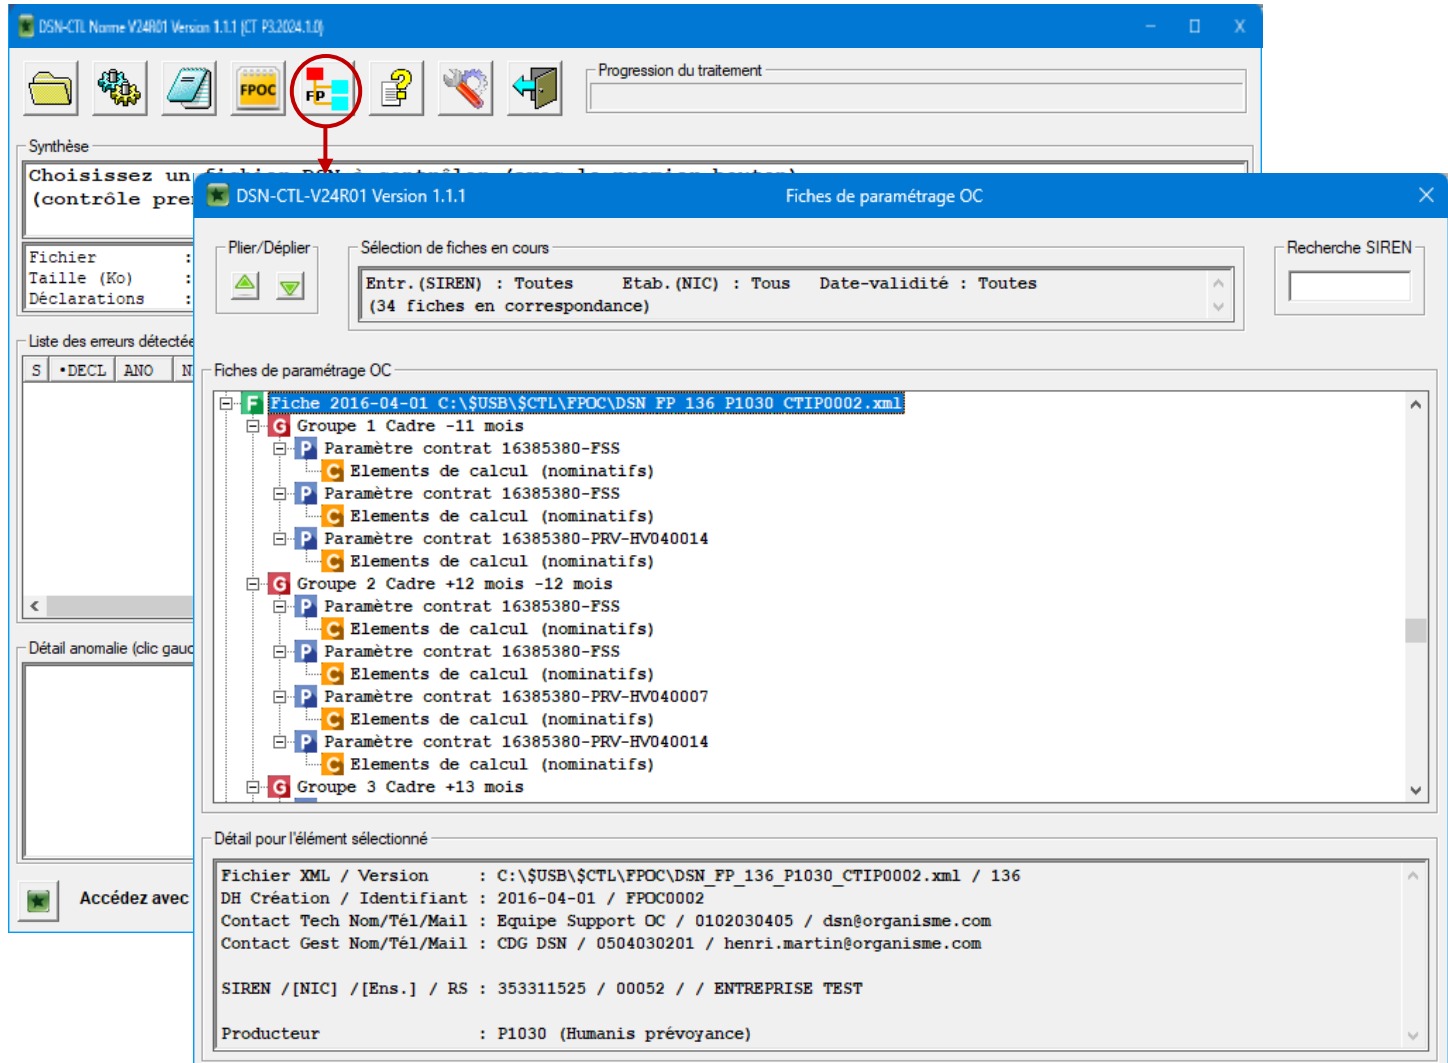 DSN-CTL Norme V24R01 Version 1.1.1 (CT P3.2024.1.0)
FPOC
FP
Progression du traitement
Synthèse
Choisissez un fichier DSN à contrôler (avec le premier bouton)
(contrôle pre
Fichier :
Taille (Ko) :
Déclarations :
Liste des erreurs détectée
S •DECL ANO N
Détail anomalie (clic gauc
Accédez avec
DSN-CTL-V24R01 Version 1.1.1 Fiches de paramétrage OC
Plier/Déplier
Sélection de fiches en cours
Recherche SIREN
Entr.(SIREN) : Toutes Etab.(NIC) : Tous Date-validité : Toutes
(34 fiches en correspondance)
Fiches de paramétrage OC
F Fiche 2016-04-01 C:\$USB\$CTL\FPOC\DSN_FP_136_P1030_CTIP0002.xml
G Groupe 1 Cadre -11 mois
P Paramètre contrat 16385380-FSS
C Elements de calcul (nominatifs)
P Paramètre contrat 16385380-FSS
C Elements de calcul (nominatifs)
P Paramètre contrat 16385380-PRV-HV040014
C Elements de calcul (nominatifs)
G Groupe 2 Cadre +12 mois -12 mois
P Paramètre contrat 16385380-FSS
C Elements de calcul (nominatifs)
P Paramètre contrat 16385380-FSS
C Elements de calcul (nominatifs)
P Paramètre contrat 16385380-PRV-HV040007
C Elements de calcul (nominatifs)
P Paramètre contrat 16385380-PRV-HV040014
C Elements de calcul (nominatifs)
G Groupe 3 Cadre +13 mois
Détail pour l'élément sélectionné
Fichier XML / Version : C:\$USB\$CTL\FPOC\DSN_FP_136_P1030_CTIP0002.xml / 136
DH Création / Identifiant : 2016-04-01 / FPOC0002
Contact Tech Nom/Tél/Mail : Equipe Support OC / 0102030405 / dsn@organisme.com
Contact Gest Nom/Tél/Mail : CDG DSN / 0504030201 / henri.martin@organisme.com
SIREN /[NIC] /[Ens.] / RS : 353311525 / 00052 / / ENTREPRISE TEST
Producteur : P1030 (Humanis prévoyance)